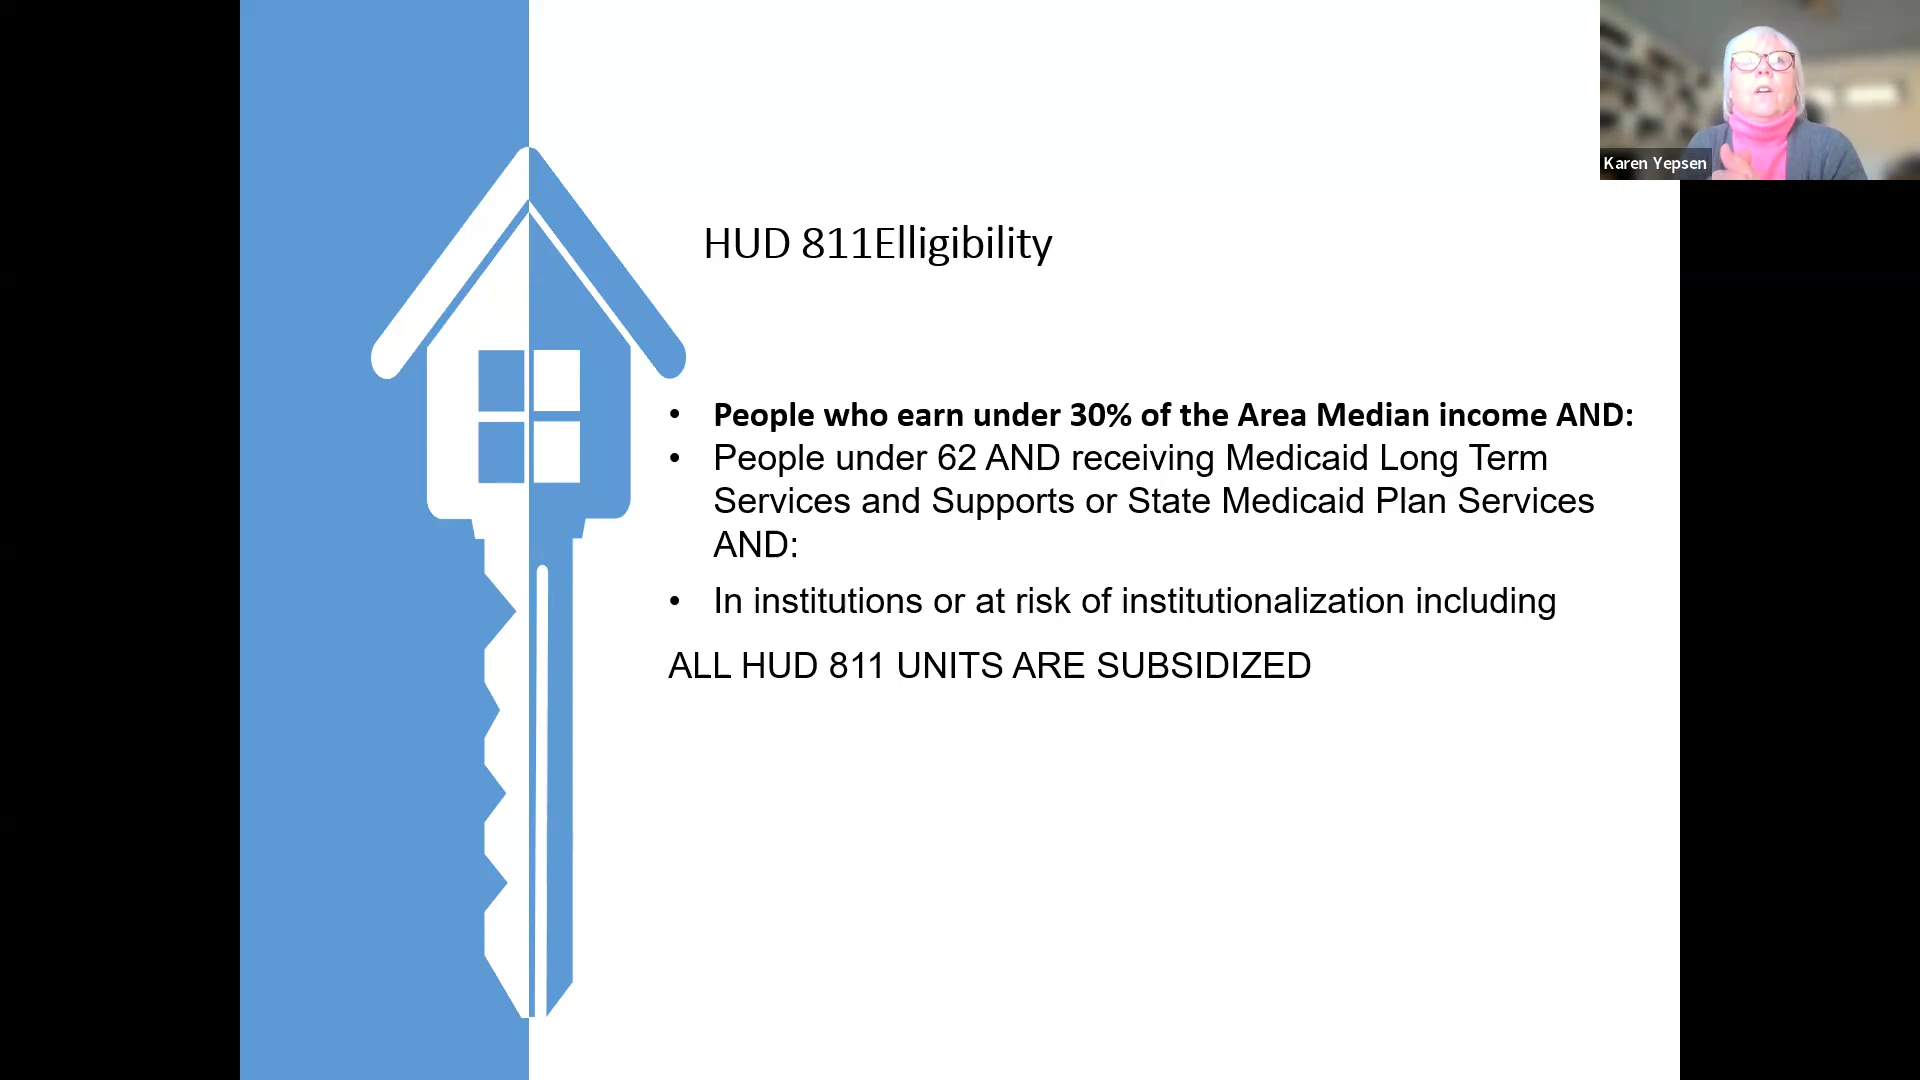 Karen Yepsen
HUD 811Elligibility
• People who earn under 30% of the Area Median income AND:
• People under 62 AND receiving Medicaid Long Term
Services and Supports or State Medicaid Plan Services
AND:
• In institutions or at risk of institutionalization including
ALL HUD 811 UNITS ARE SUBSIDIZED